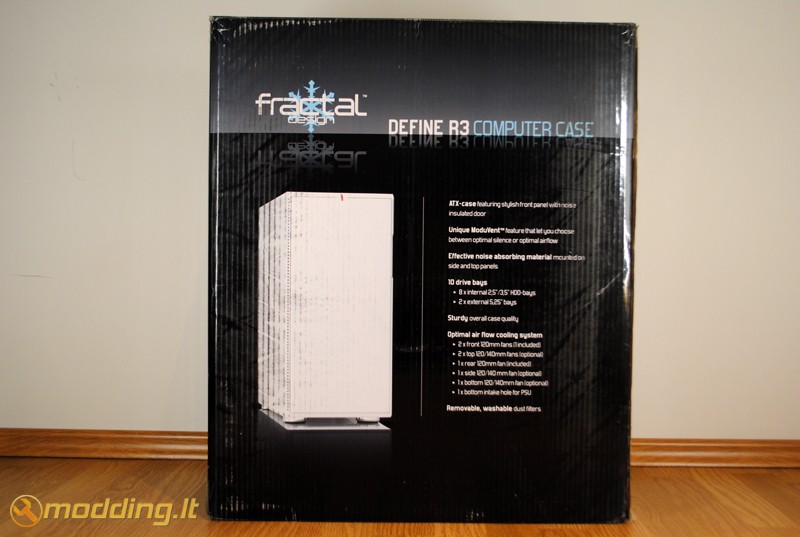 fractal™
design
DEFINE R3 COMPUTER CASE
ATX-case featuring stylish front panel with noise
insulated door
Unique ModuVent™ feature that let you choose
between optimal silence or optimal airflow
Effective noise absorbing material mounted on
side and top panels
10 drive bays
• 8 x internal 2,5"/3,5" HDD-bays
• 2 x external 5,25" bays
Sturdy overall case quality
Optimal air flow cooling system
• 2 x front 120mm fans (1 included)
• 2 x top 120/140mm fans (optional)
• 1 x rear 120mm fan (included)
• 1 x side 120/140 mm fan (optional)
• 1 x bottom 120/140mm fan (optional)
• 1 x bottom intake hole for PSU
Removable, washable dust filters
modding.lt